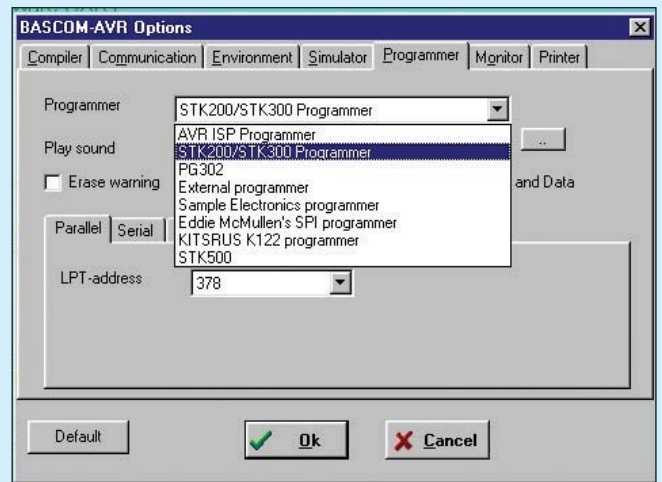 BASCOM-AVR Options
Compiler Communication Environment Simulator Programmer Monitor Printer
Programmer STK200/STK300 Programmer
AVR ISP Programmer
Play sound STK200/STK300 Programmer ..
PG302
Erase warning External programmer and Data
Sample Electronics programmer
Parallel Serial Eddie McMullen's SPI programmer
KITSRUS K122 programmer
STK500
LPT-address 378
Default Ok Cancel